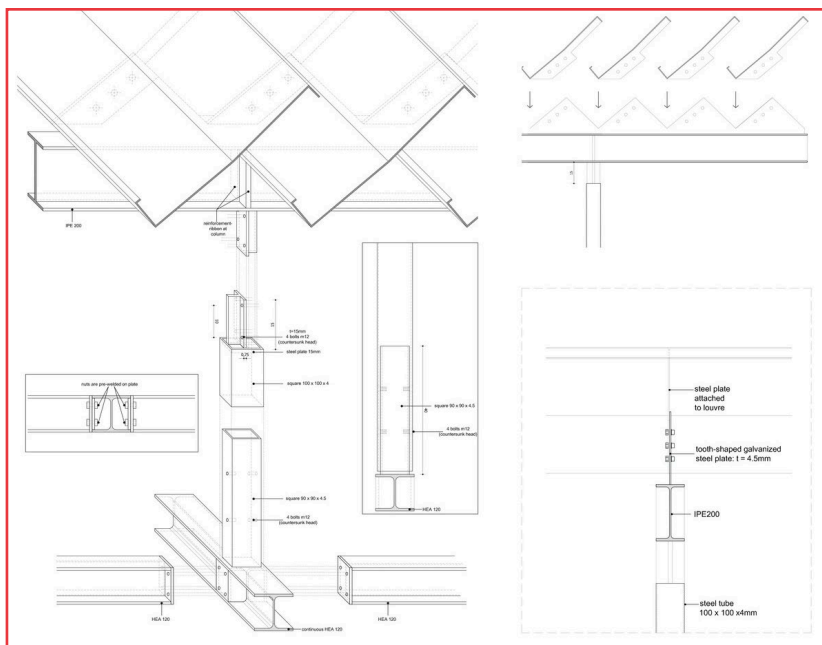 IPE 200
reinforcement-
ribben at
column
t=15mm
4 bolts m12
(countersunk head)
steel plate 15mm
0,75
square 100 x 100 x 4
nuts are pre-welded on plate
square 90 x 90 x 4.5
4 bolts m12
(countersunk head)
HEA 120
continuous HEA 120
HEA 120
square 90 x 90 x 4.5
4 bolts m12
(countersunk head)
HEA 120
steel plate
attached
to louvre
tooth-shaped galvanized
steel plate: t = 4.5mm
IPE200
steel tube
100 x 100 x4mm